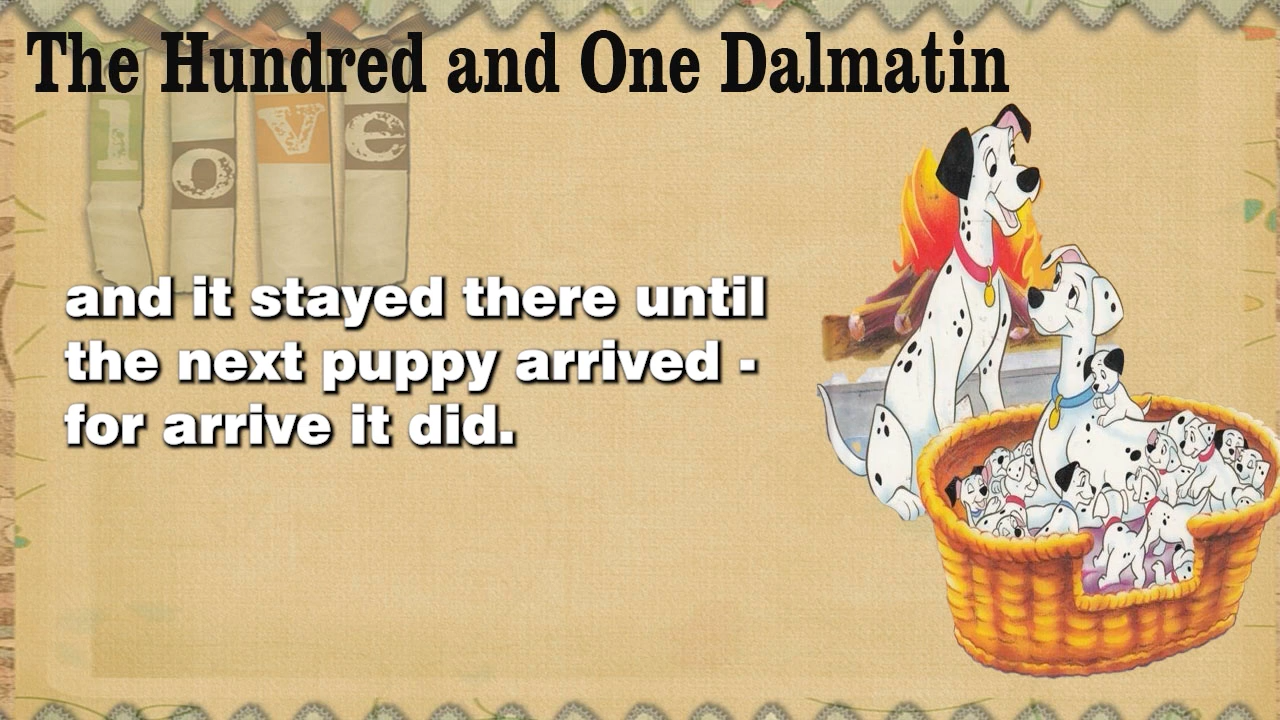 The Hundred and One Dalmatin
love
and it stayed there until
the next puppy arrived -
for arrive it did.